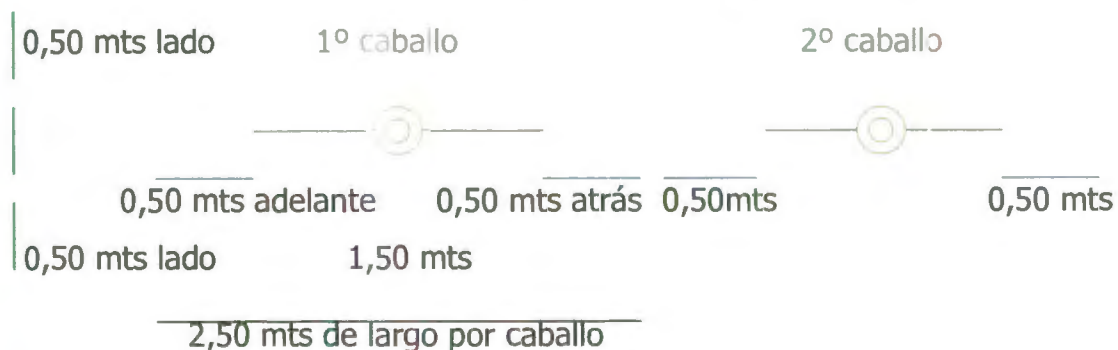 0,50 mts lado 1º caballo 2º caballo
0,50 mts adelante 0,50 mts atrás 0,50mts 0,50 mts
0,50 mts lado 1,50 mts
2,50 mts de largo por caballo